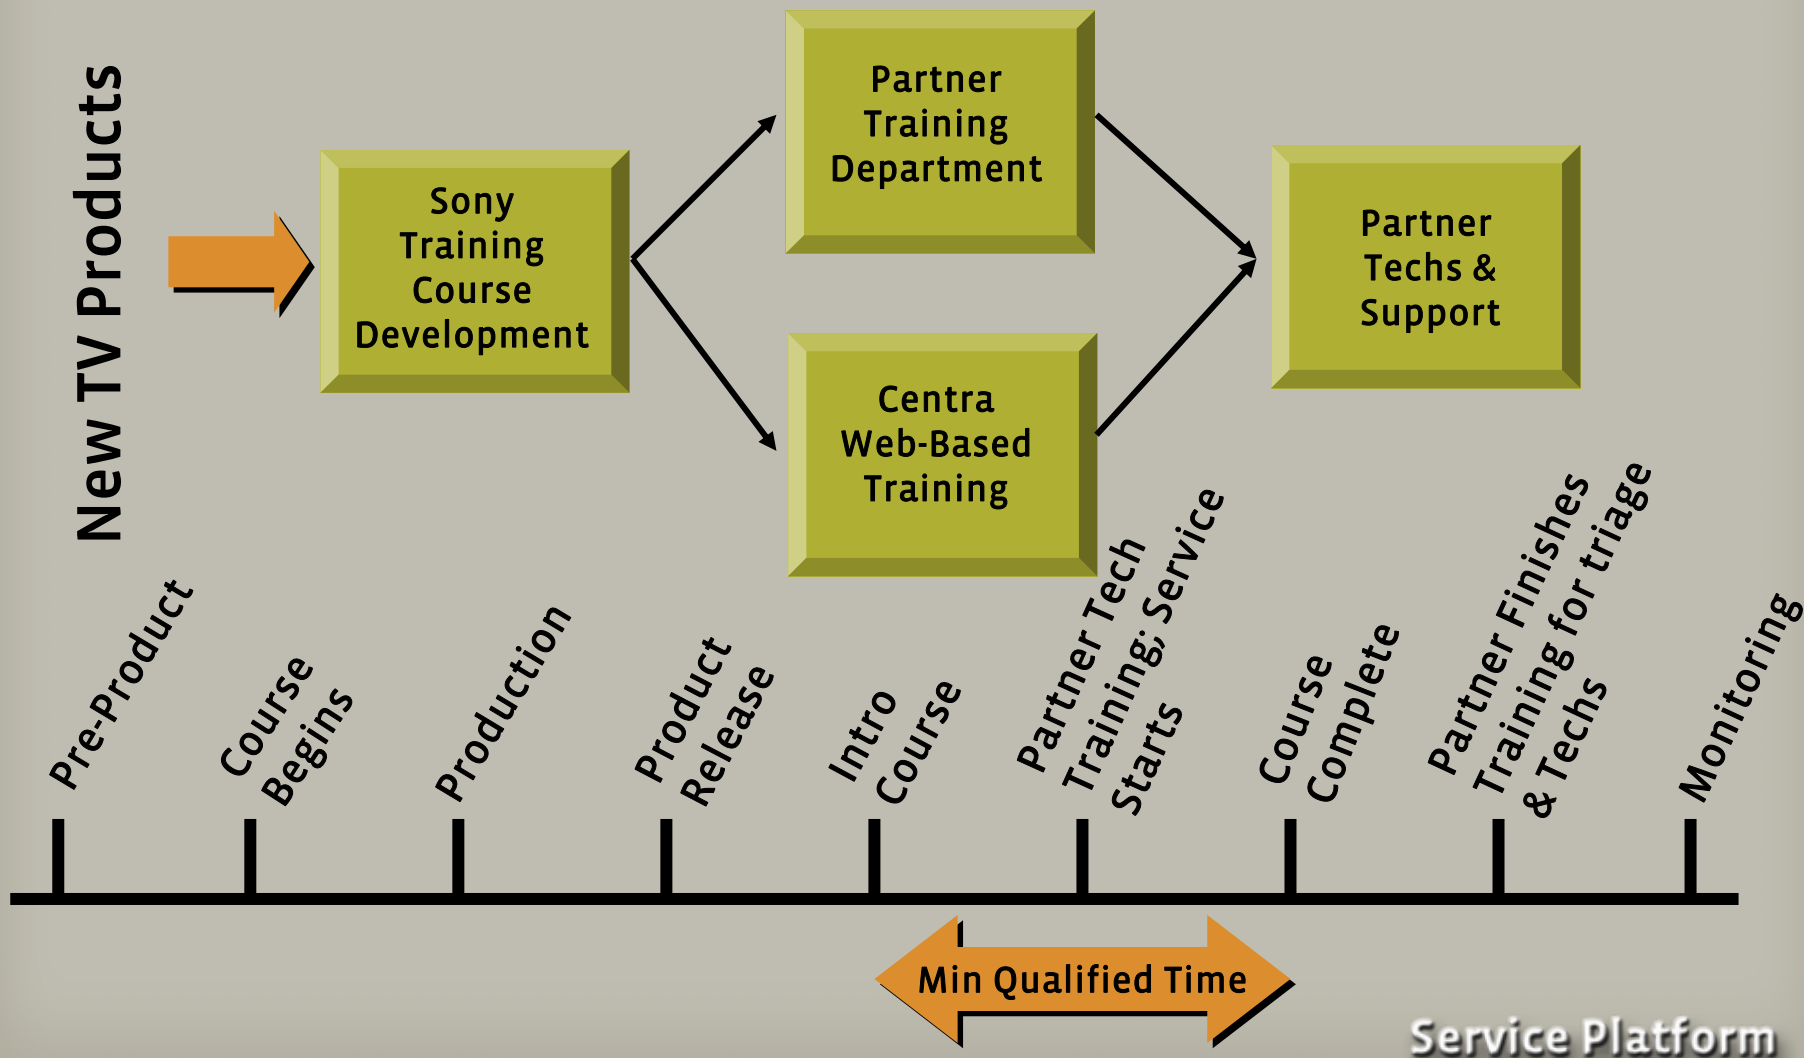 New TV Products
Sony
Training
Course
Development
Partner
Training
Department
Centra
Web-Based
Training
Partner
Techs &
Support
Pre-Product
Course
Begins
Production
Product
Release
Intro
Course
Partner Tech
Training; Service
Starts
Course
Complete
Partner Finishes
Training for triage
& Techs
Monitoring
Min Qualified Time
Service Platform